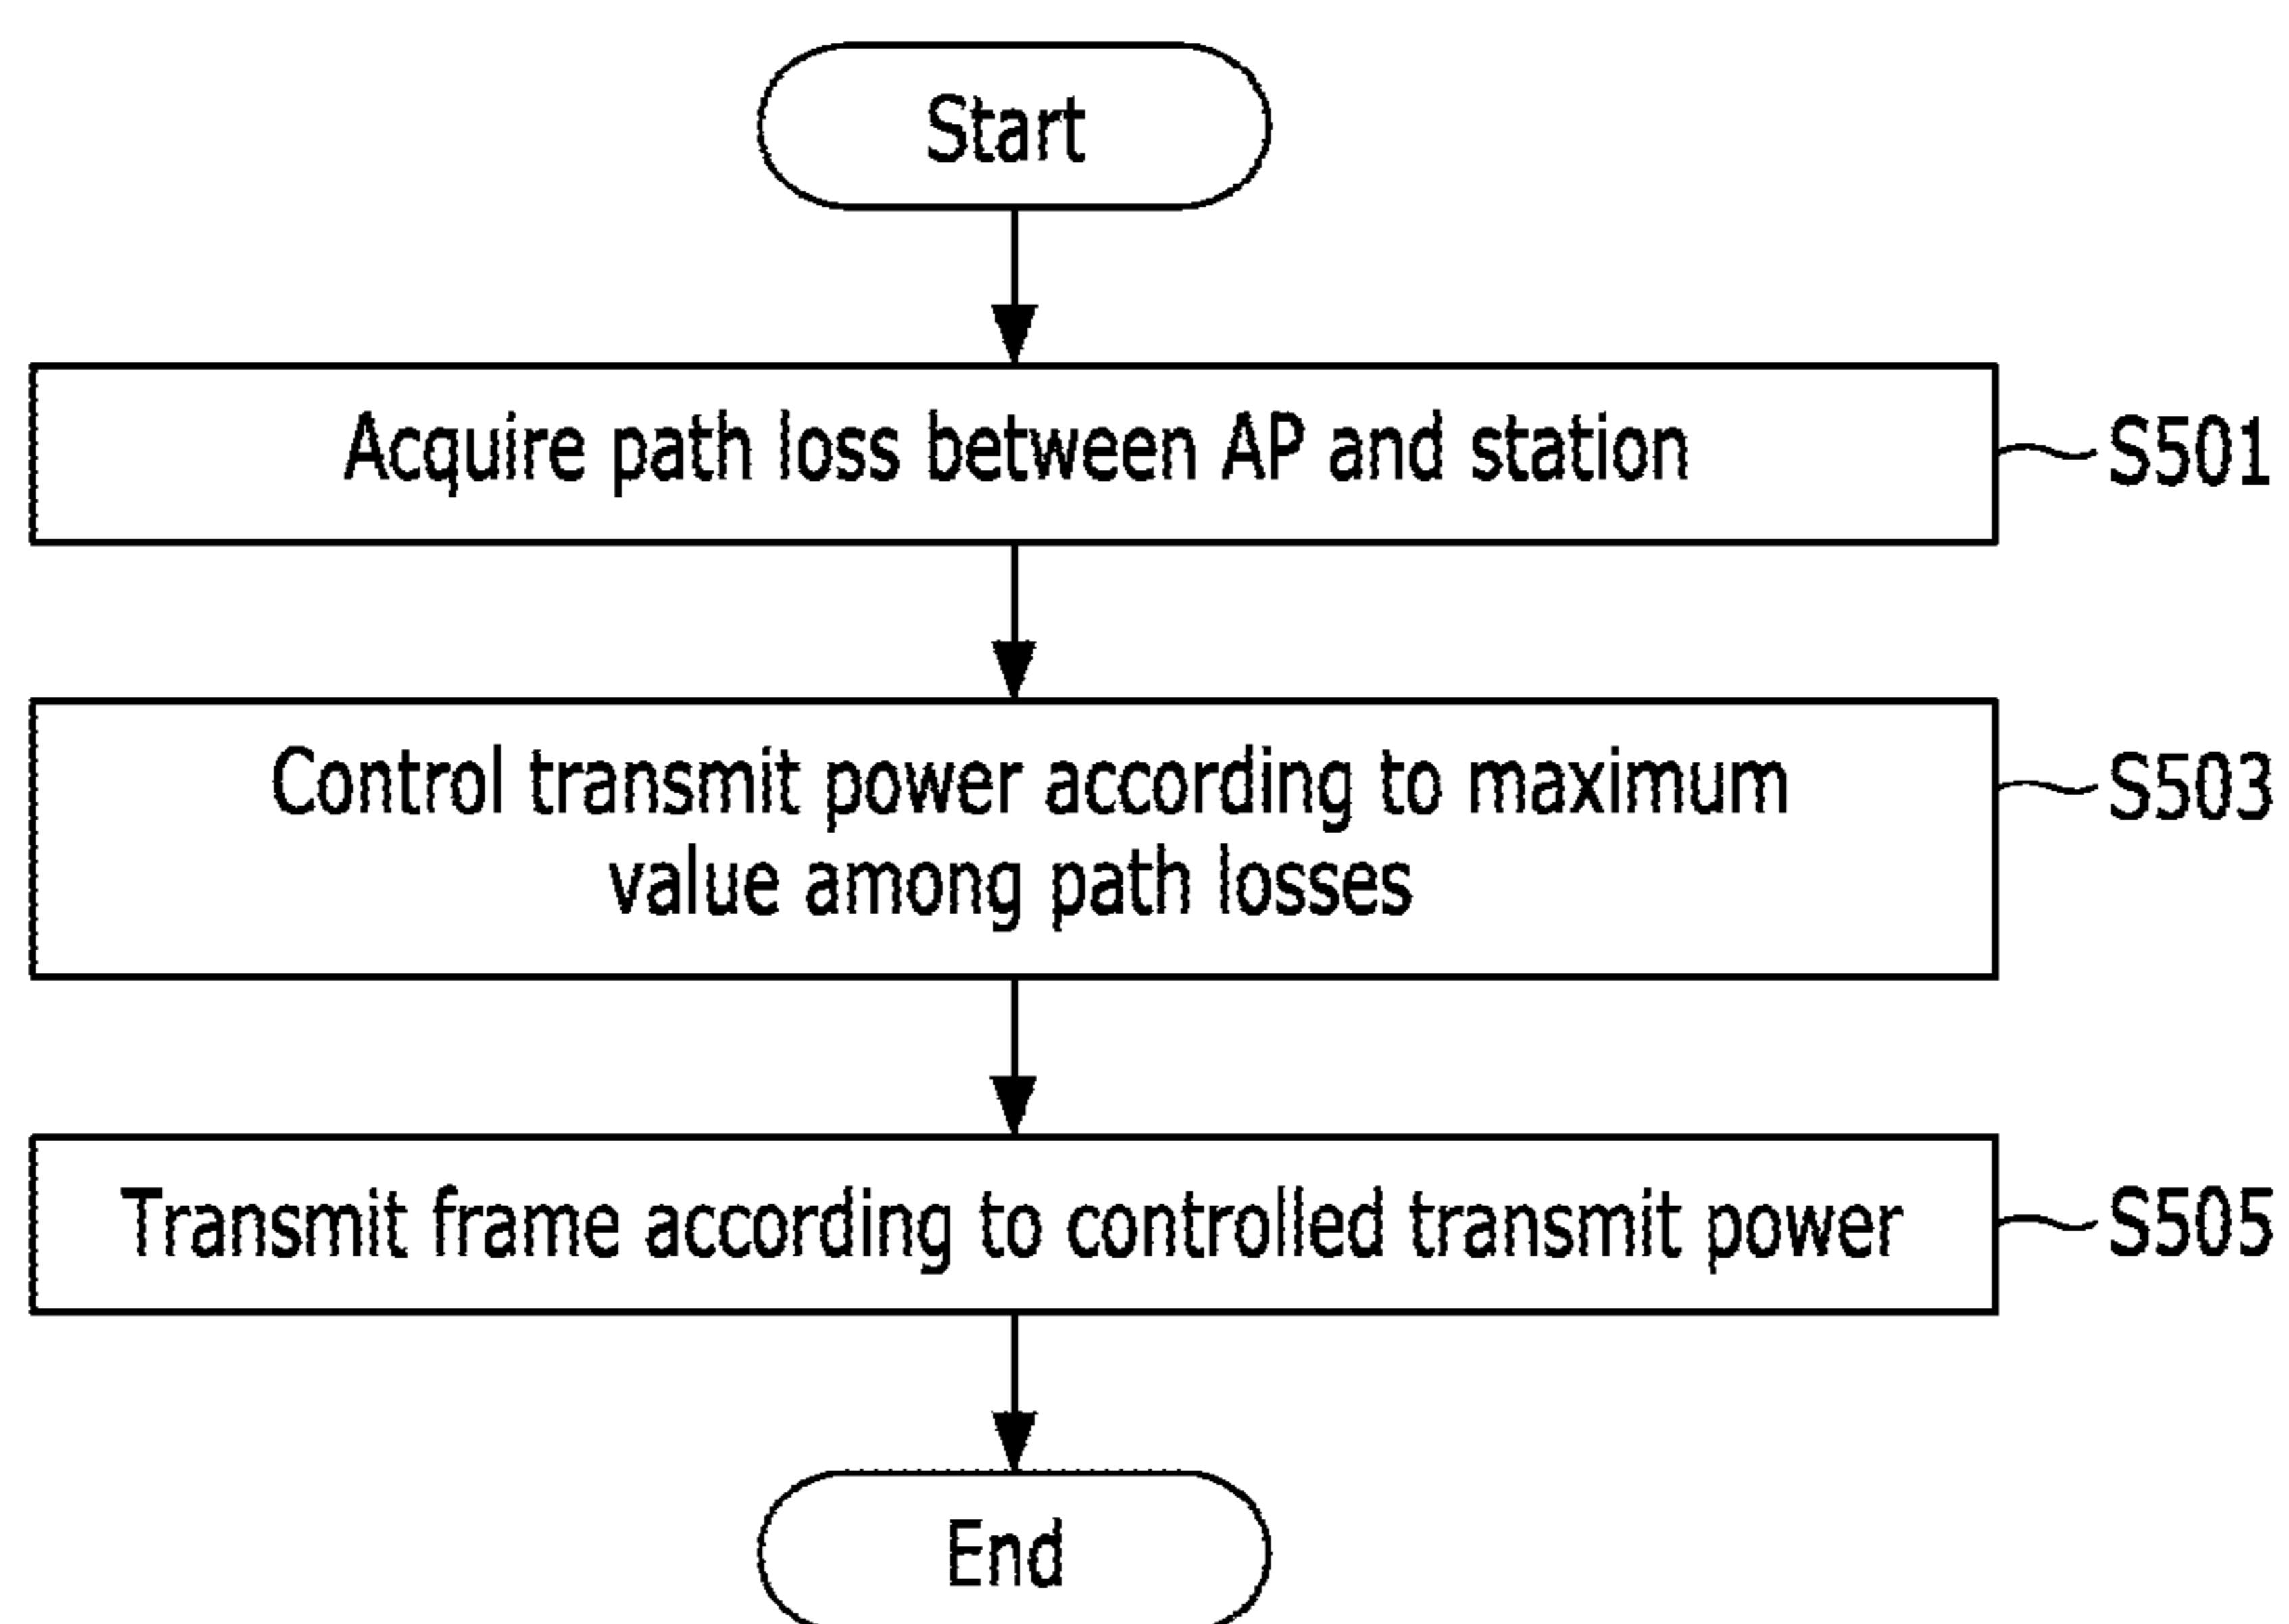 Start
Acquire path loss between AP and station
S501
Control transmit power according to maximum
value among path losses
S503
Transmit frame according to controlled transmit power
S505
End